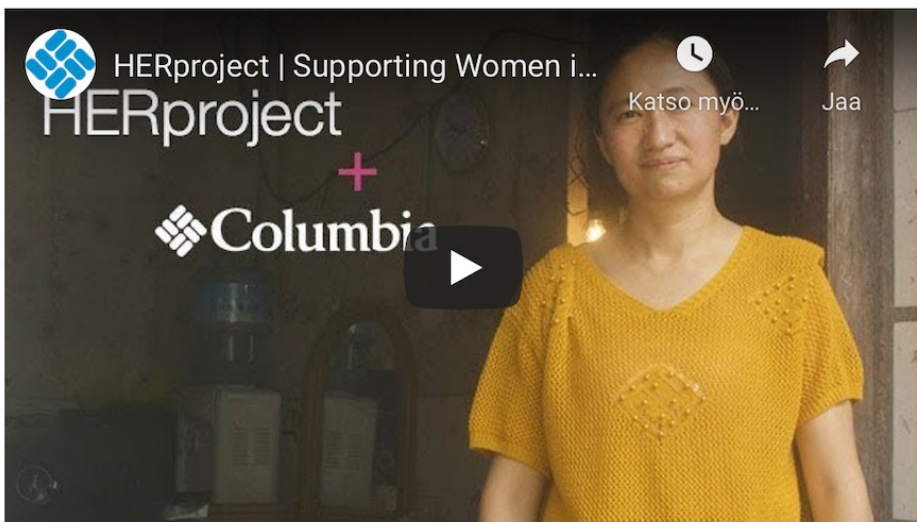 HERproject | Supporting Women i...
Katso myö...
Jaa
HERproject
+
Columbia